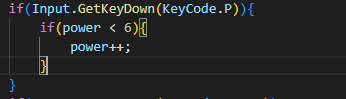 if(Input.GetKeyDown(KeyCode.P)){
if(power < 6){
power++;
}
}